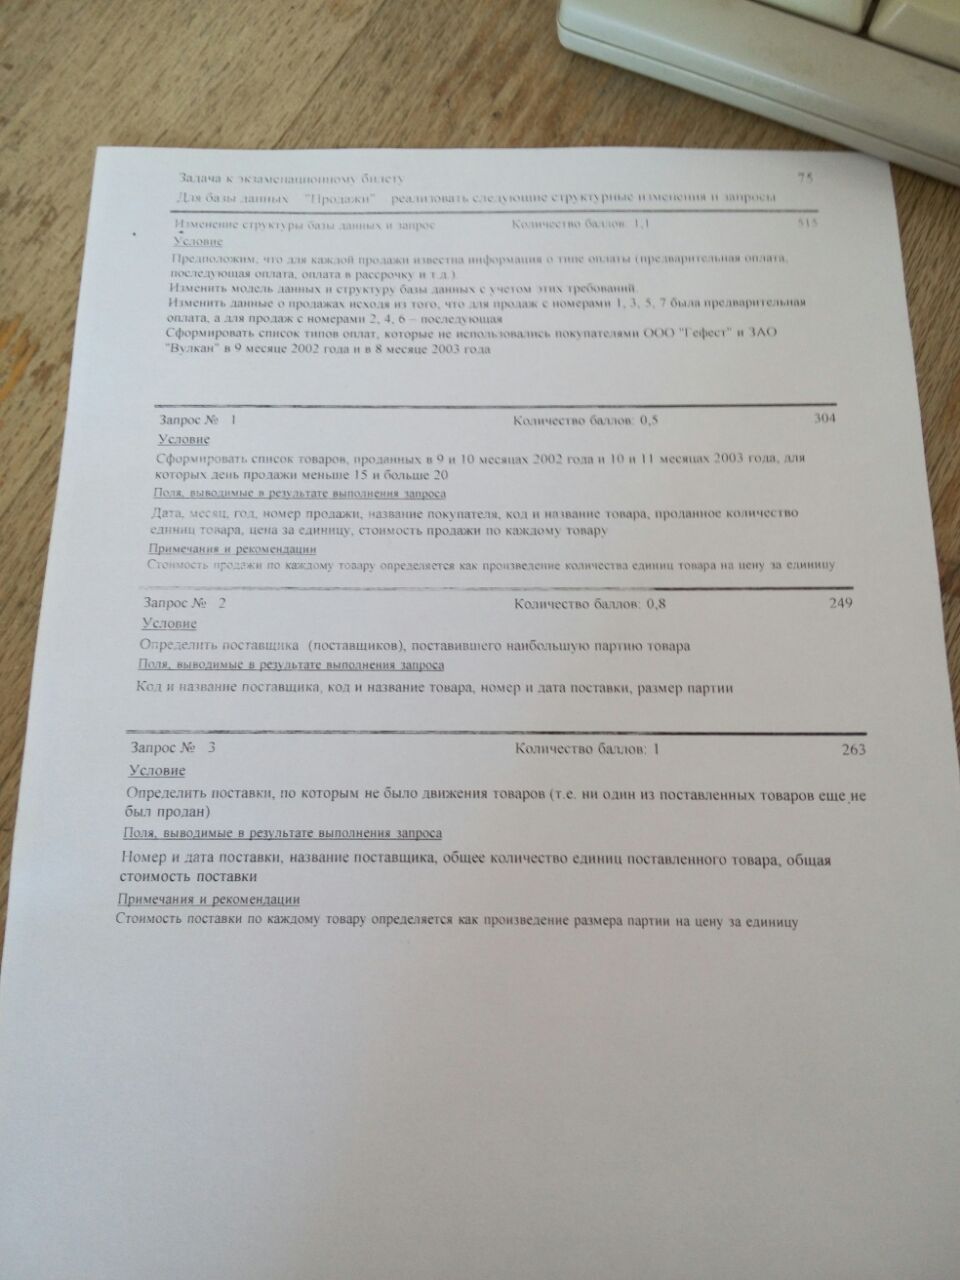 Задача к экзаменационному билету 75
Для базы данных "Продажи" реализовать следующие структурные изменения и запросы
Изменение структуры базы данных и запрос Количество баллов: 1,1 515
Условие
Предположим, что для каждой продажи известна информация о типе оплаты (предварительная оплата,
последующая оплата, оплата в рассрочку и т.д.).
Изменить модель данных и структуру базы данных с учетом этих требований.
Изменить данные о продажах исходя из того, что для продаж с номерами 1, 3, 5, 7 была предварительная
оплата, а для продаж с номерами 2, 4, 6 – последующая
Сформировать список типов оплат, которые не использовались покупателями ООО "Гефест" и ЗАО
"Вулкан" в 9 месяце 2002 года и в 8 месяце 2003 года
Запрос № 1 Количество баллов: 0,5 304
Условие
Сформировать список товаров, проданных в 9 и 10 месяцах 2002 года и 10 и 11 месяцах 2003 года, для
которых день продажи меньше 15 и больше 20
Поля, выводимые в результате выполнения запроса
Дата, месяц, год, номер продажи, название покупателя, код и название товара, проданное количество
единиц товара, цена за единицу, стоимость продажи по каждому товару
Примечания и рекомендации
Стоимость продажи по каждому товару определяется как произведение количества единиц товара на цену за единицу
Запрос № 2 Количество баллов: 0,8 249
Условие
Определить поставщика (поставщиков), поставившего наибольшую партию товара
Поля, выводимые в результате выполнения запроса
Код и название поставщика, код и название товара, номер и дата поставки, размер партии
Запрос № 3 Количество баллов: 1 263
Условие
Определить поставки, по которым не было движения товаров (т.е. ни один из поставленных товаров еще не
был продан)
Поля, выводимые в результате выполнения запроса
Номер и дата поставки, название поставщика, общее количество единиц поставленного товара, общая
стоимость поставки
Примечания и рекомендации
Стоимость поставки по каждому товару определяется как произведение размера партии на цену за единицу